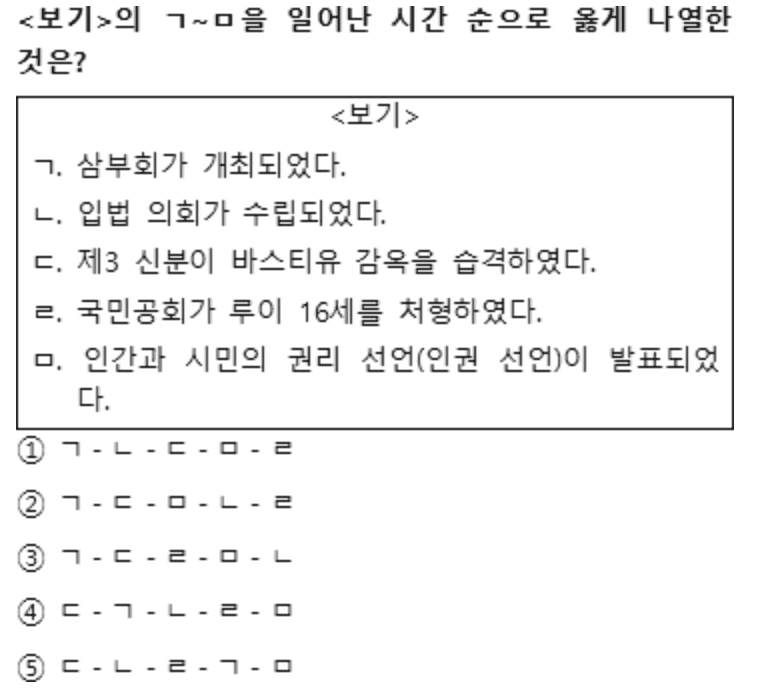 <보기>의 ㄱ~ㅁ을 일어난 시간 순으로 옳게 나열한
것은?
<보기>
ㄱ. 삼부회가 개최되었다.
ㄴ. 입법 의회가 수립되었다.
ㄷ. 제3 신분이 바스티유 감옥을 습격하였다.
ㄹ. 국민공회가 루이 16세를 처형하였다.
ㅁ. 인간과 시민의 권리 선언(인권 선언)이 발표되었
다.
① ㄱ - ㄴ - ㄷ - ㅁ - ㄹ
② ㄱ - ㄷ - ㅁ - ㄴ - ㄹ
③ ㄱ - ㄷ - ㄹ - ㅁ - ㄴ
④ ㄷ - ㄱ - ㄴ - ㄹ - ㅁ
⑤ ㄷ - ㄴ - ㄹ - ㄱ - ㅁ